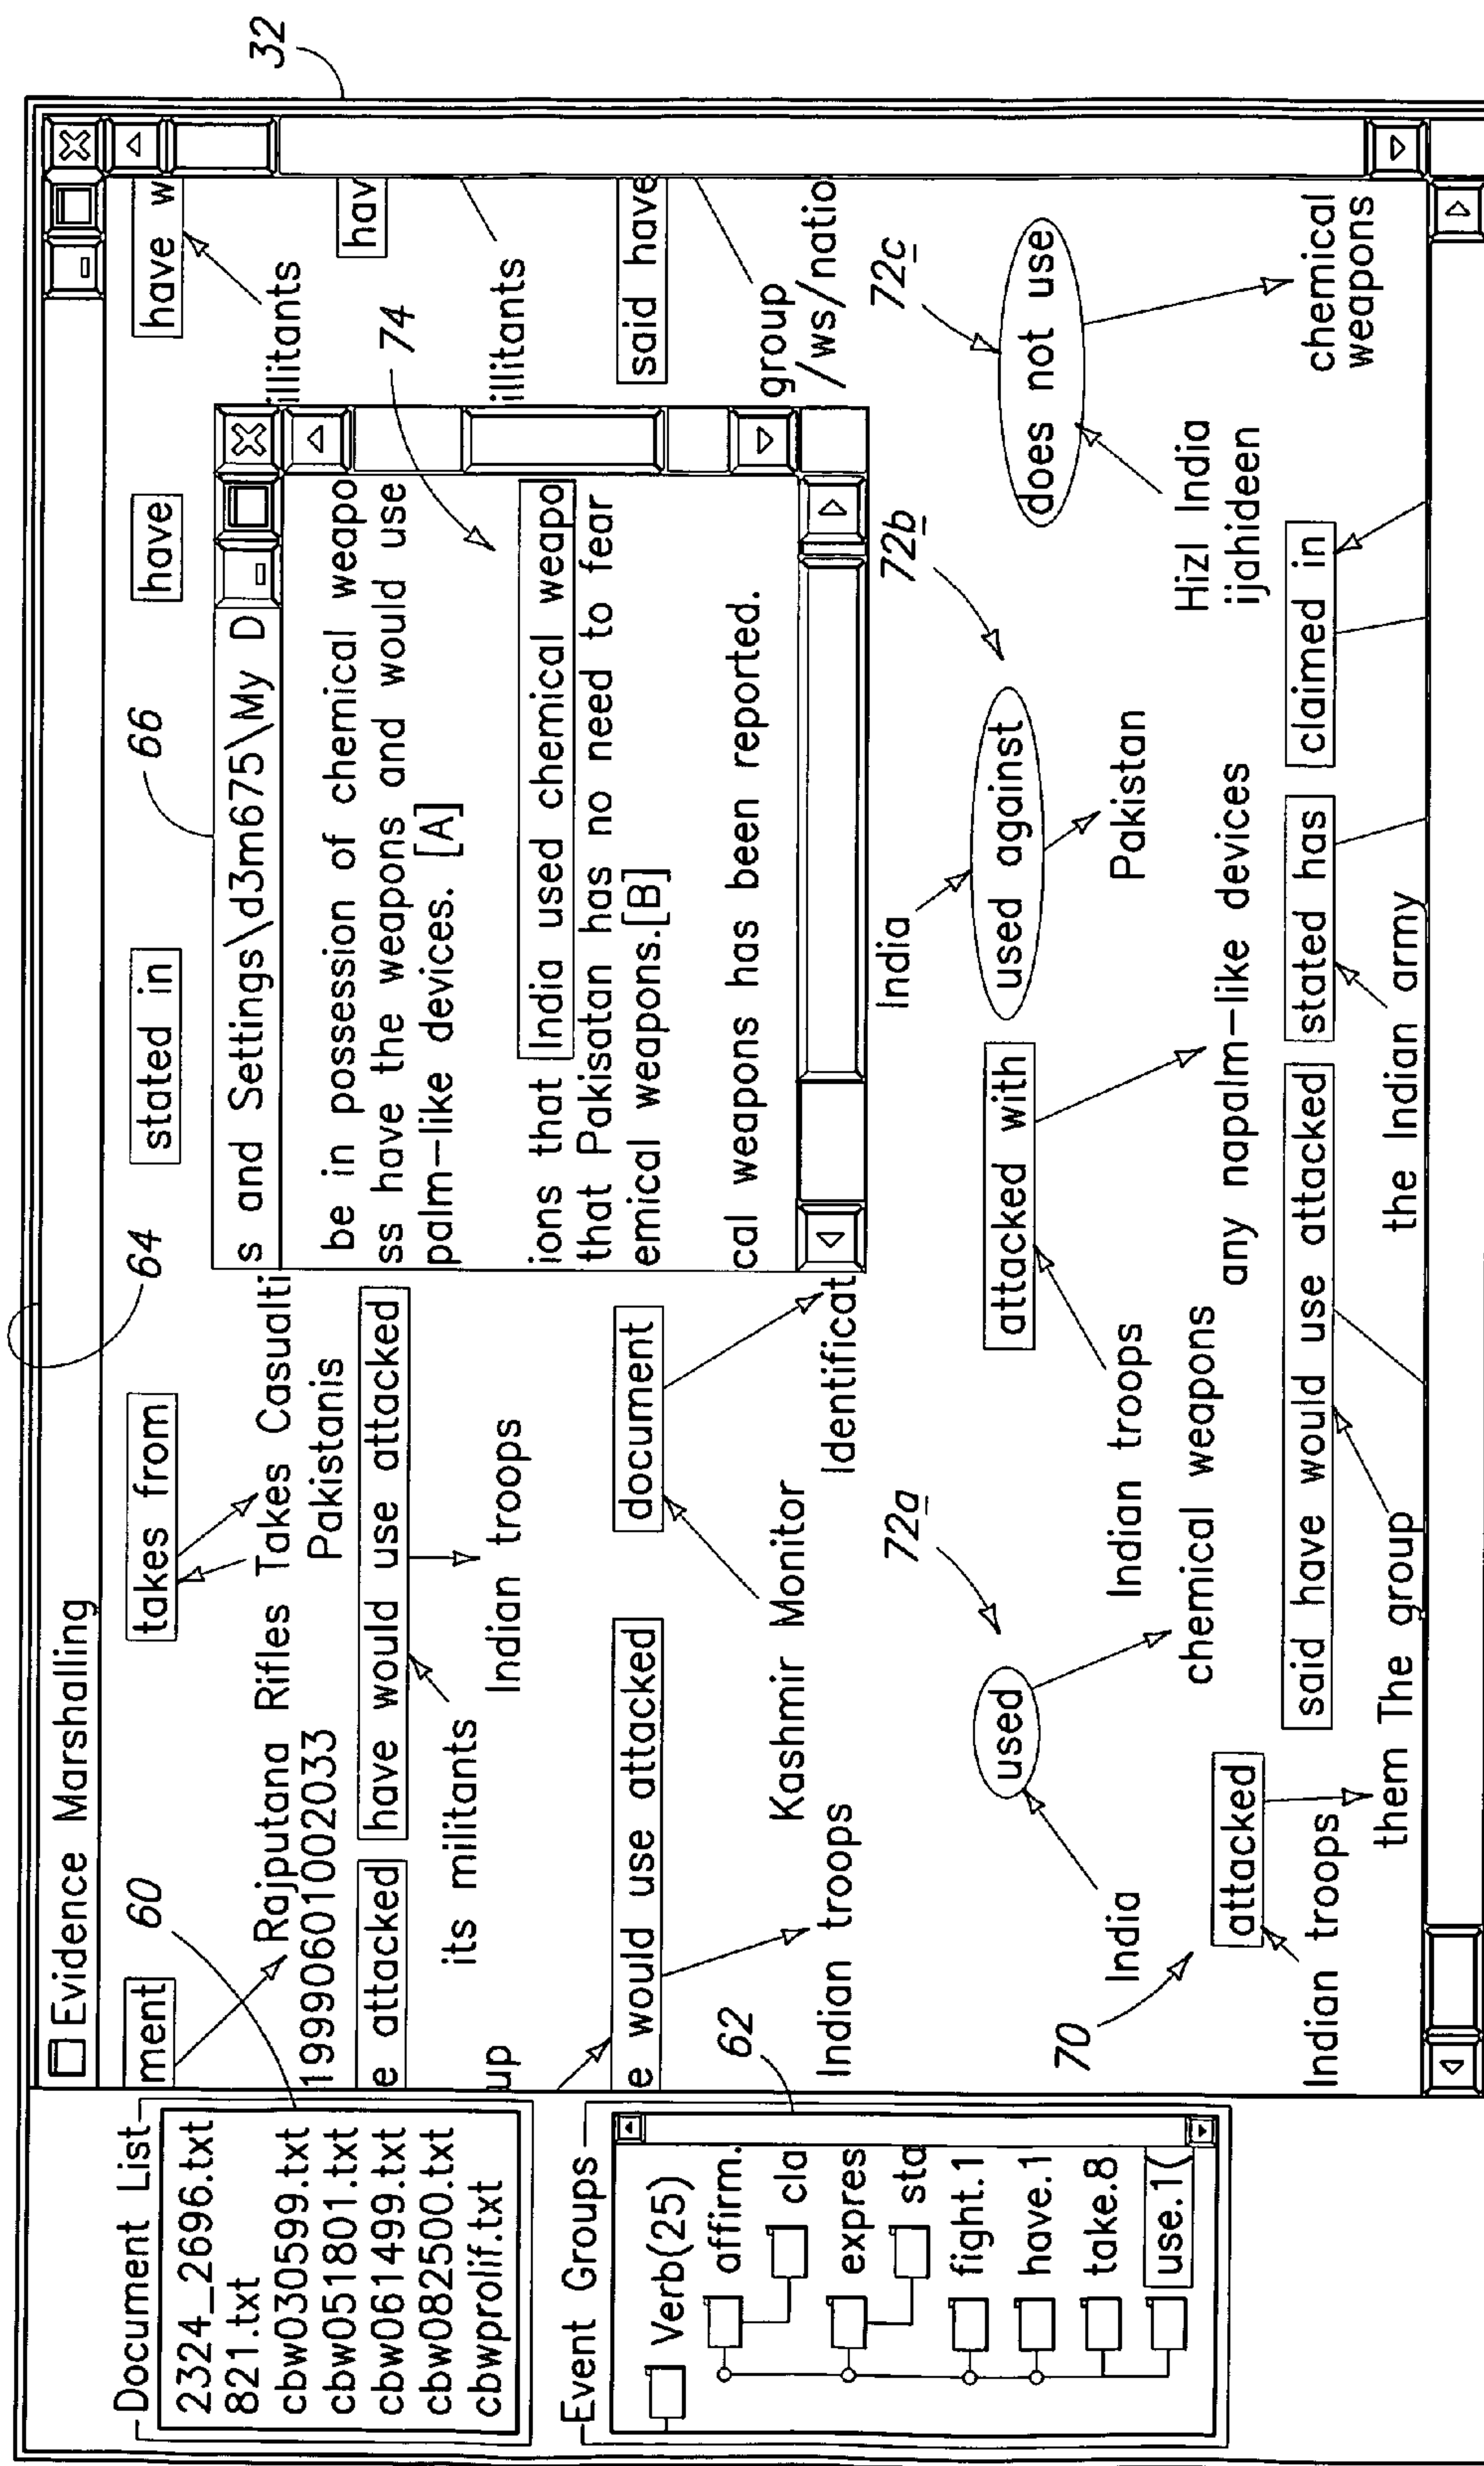 32
64
Evidence Marshalling
Document List
2324_2696.txt
821.txt
cbw030599.txt
cbw051801.txt
cbw061499.txt
cbw082500.txt
cbwprolif.txt
60
Event Groups
Verb(25)
affirm.
cla
expres
sta
fight.1
have.1
take.8
use.1(
62
ment
takes from
stated in
have
have w
66
Rajputana Rifles Takes Casualti
19990601002033
Pakistanis
illitants
e attacked
have would use attacked
hav
its militants
up
Indian troops
illitants
74
s and Settings\d3m675\My D
be in possession of chemical weapo
ss have the weapons and would use
palm-like devices. [A]
ions that India used chemical weapo
that Pakisatan has no need to fear
emical weapons.[B]
cal weapons has been reported.
e would use attacked
document
said have
Kashmir Monitor
Indian troops
Identificat
group
/ws/natio
72a
72b
72c
India
used
attacked with
used against
does not use
India
Indian troops
Pakistan
chemical weapons
any napalm-like devices
Hizl India
ijahideen
70
attacked
said have would use attacked
stated has
claimed in
chemical
weapons
Indian troops
them The group
the Indian army